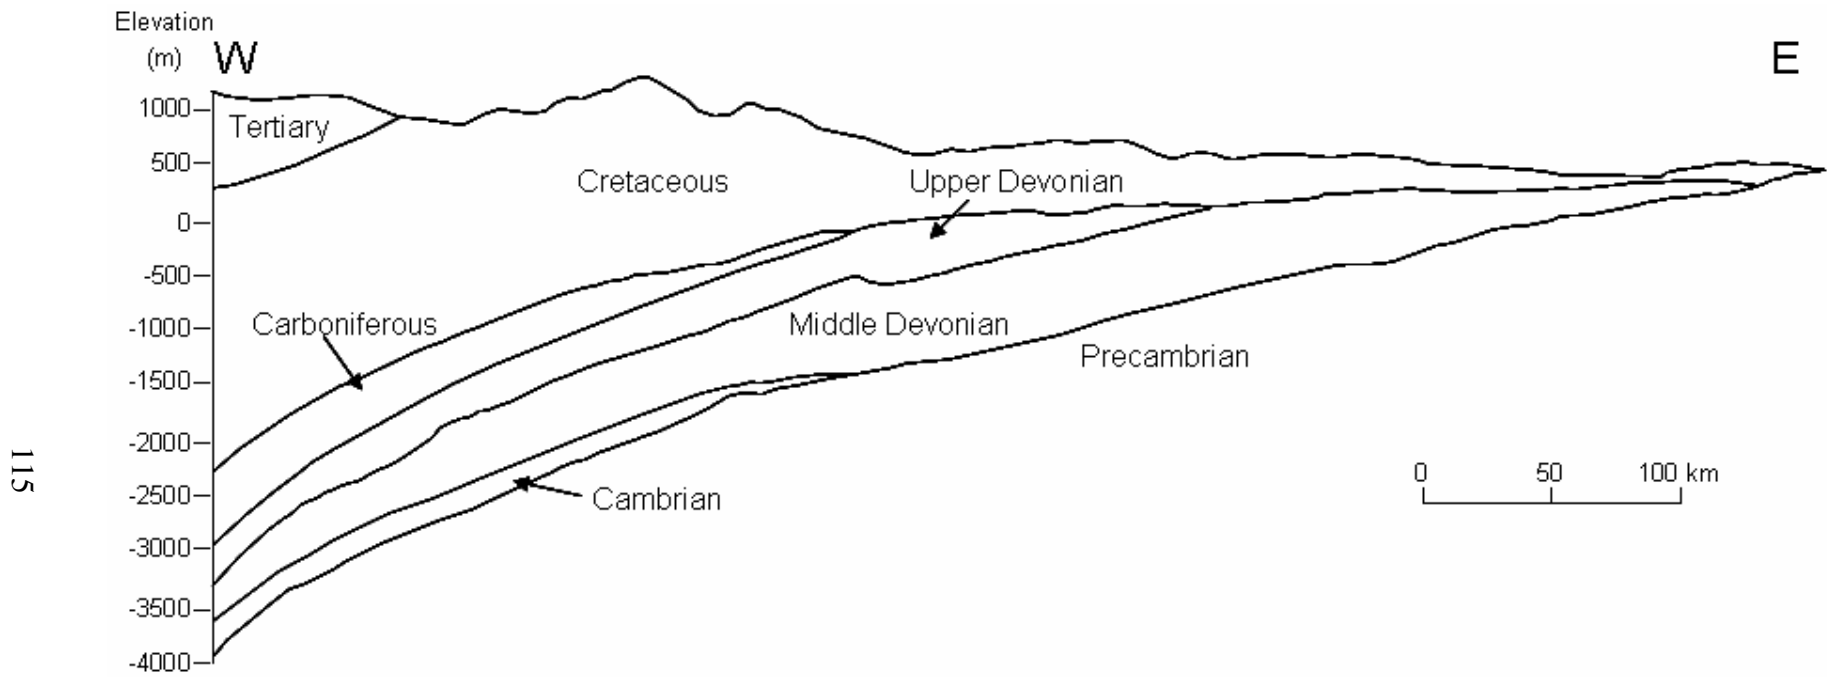 Elevation
(m)
W
E
1000
500
0
-500
-1000
-1500
-2000
-2500
-3000
-3500
-4000
Tertiary
Cretaceous
Upper Devonian
Carboniferous
Middle Devonian
Precambrian
Cambrian
0 50 100 km
115